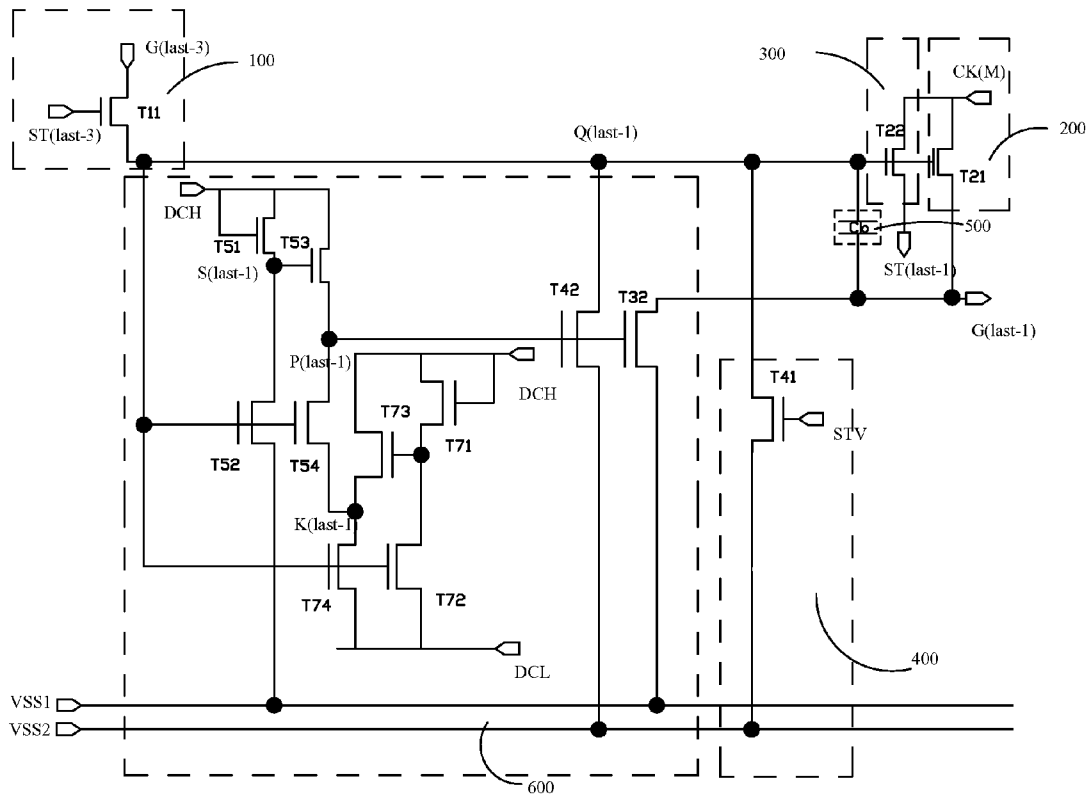 G(last-3)
100
300
CK(M)
T11
ST(last-3)
Q(last-1)
T22
200
T21
DCH
T51
T53
Cb
500
S(last-1)
ST(last-1)
T42
T32
G(last-1)
P(last-1)
DCH
T41
T73
T71
STV
T52
T54
K(last-1)
T74
T72
400
DCL
VSS1
VSS2
600